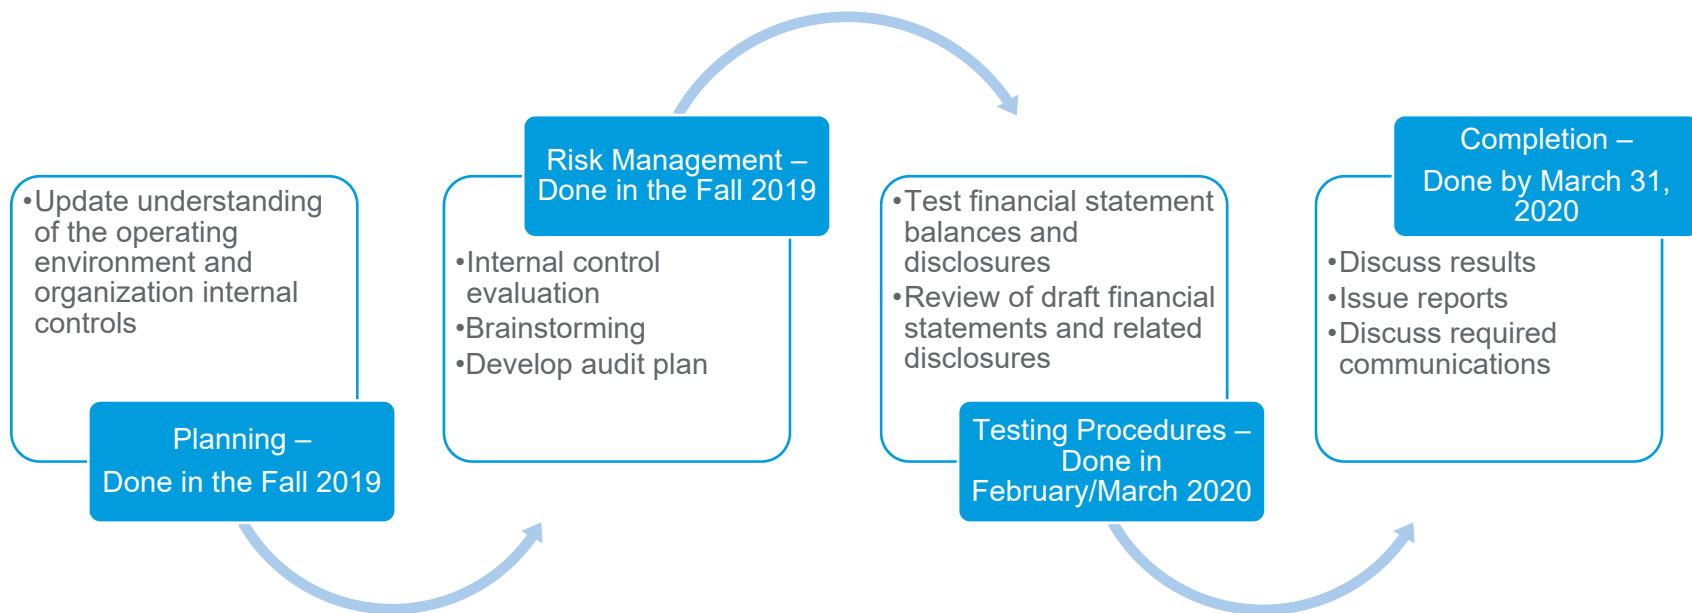 •Update understanding
of the operating
environment and
organization internal
controls
Planning –
Done in the Fall 2019
Risk Management –
Done in the Fall 2019
•Internal control
evaluation
•Brainstorming
•Develop audit plan
•Test financial statement
balances and
disclosures
•Review of draft financial
statements and related
disclosures
Testing Procedures –
Done in
February/March 2020
Completion –
Done by March 31,
2020
•Discuss results
•Issue reports
•Discuss required
communications